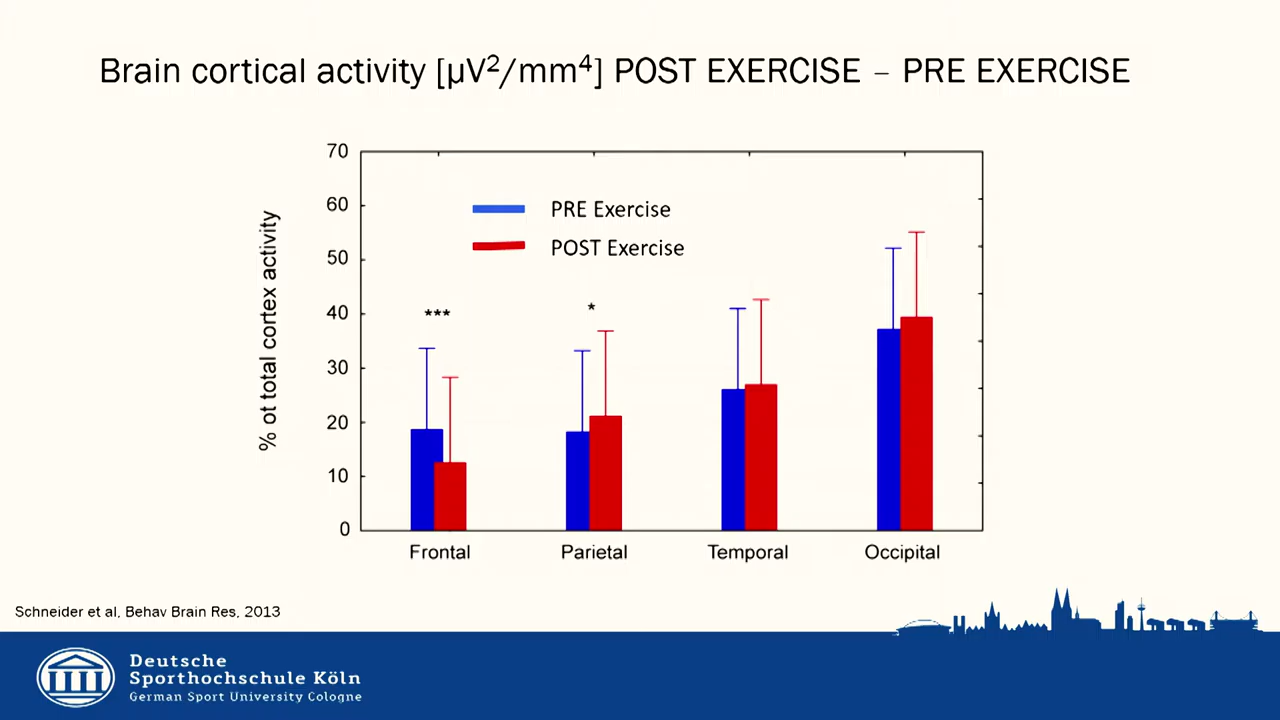 Brain cortical activity [µV²/mm⁴] POST EXERCISE – PRE EXERCISE
% ot total cortex activity
70
60
50
40
30
20
10
0
PRE Exercise
POST Exercise
***
*
Frontal
Parietal
Temporal
Occipital
Schneider et al, Behav Brain Res, 2013
Deutsche
Sporthochschule Köln
German Sport University Cologne